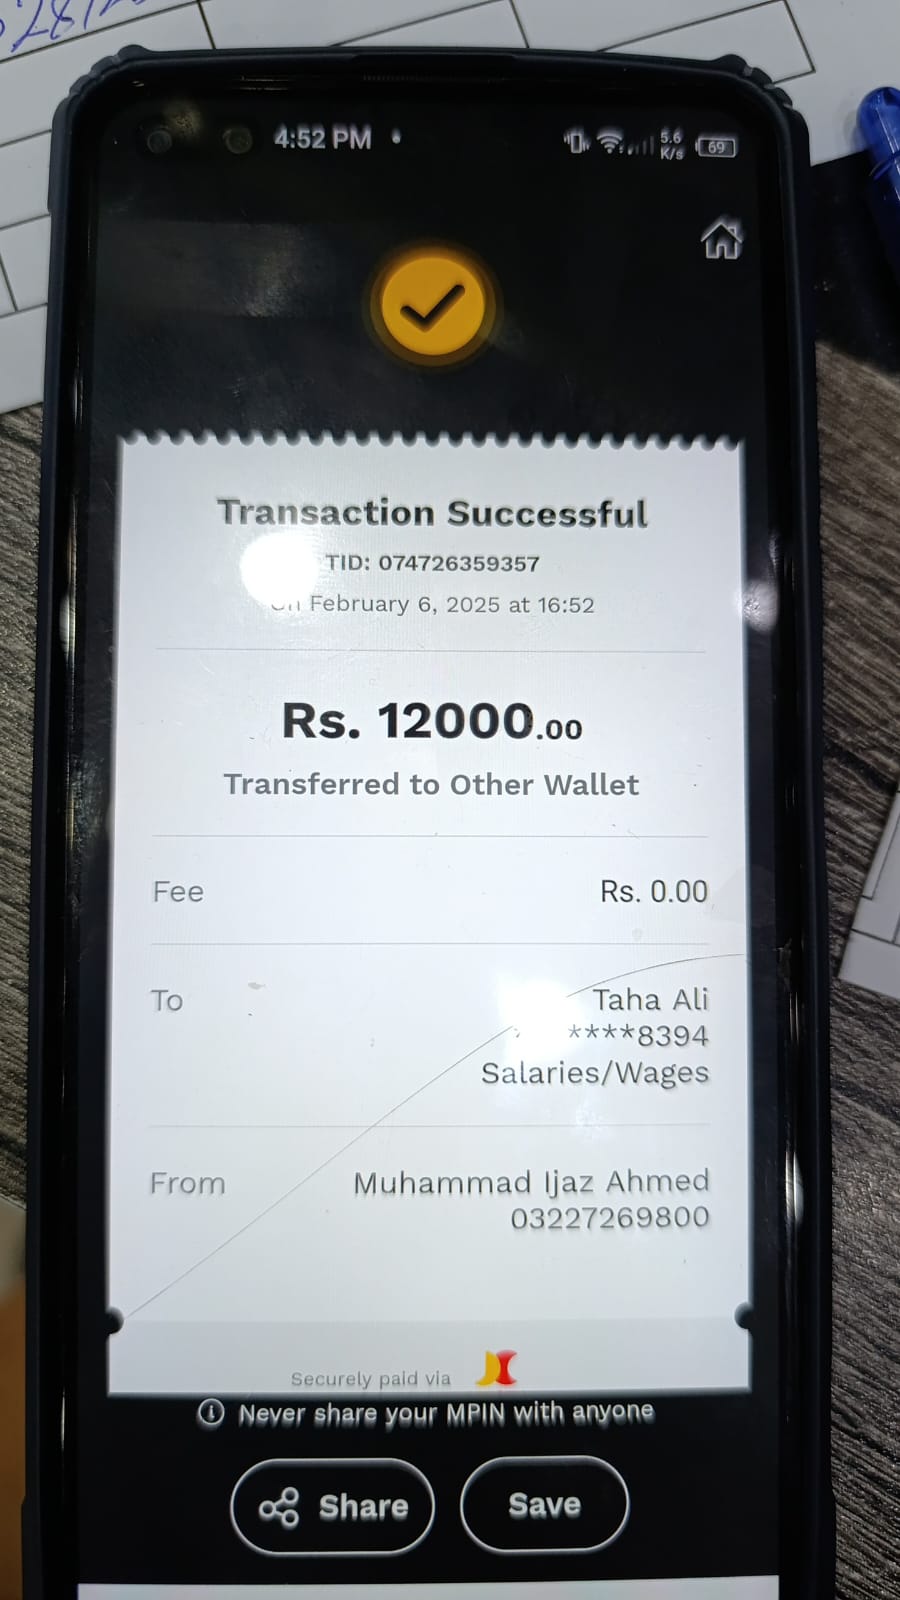 4:52 PM
5.6
K/s
69
Transaction Successful
TID: 074726359357
On February 6, 2025 at 16:52
Rs. 12000.00
Transferred to Other Wallet
Fee Rs. 0.00
To Taha Ali
****8394
Salaries/Wages
From Muhammad Ijaz Ahmed
03227269800
Securely paid via
Never share your MPIN with anyone
Share Save